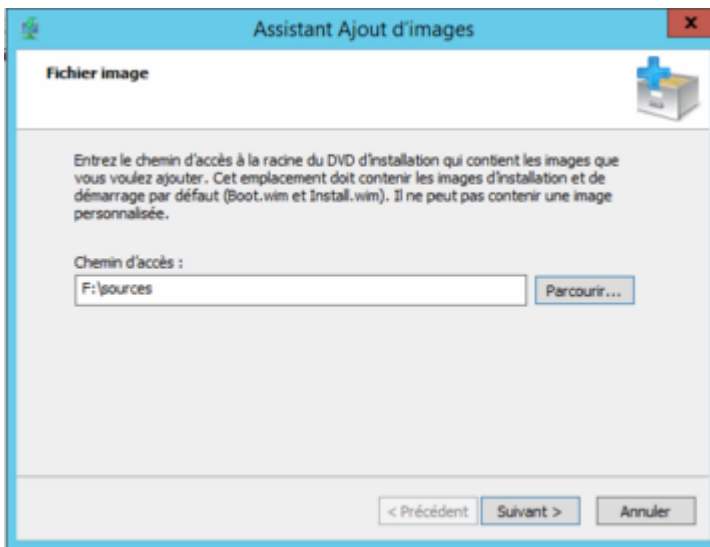 Assistant Ajout d'images
x
Fichier image
Entrez le chemin d'accès à la racine du DVD d'installation qui contient les images que
vous voulez ajouter. Cet emplacement doit contenir les images d'installation et de
démarrage par défaut (Boot.wim et Install.wim). Il ne peut pas contenir une image
personnalisée.
Chemin d'accès :
F:\sources
Parcourir...
< Précédent
Suivant >
Annuler